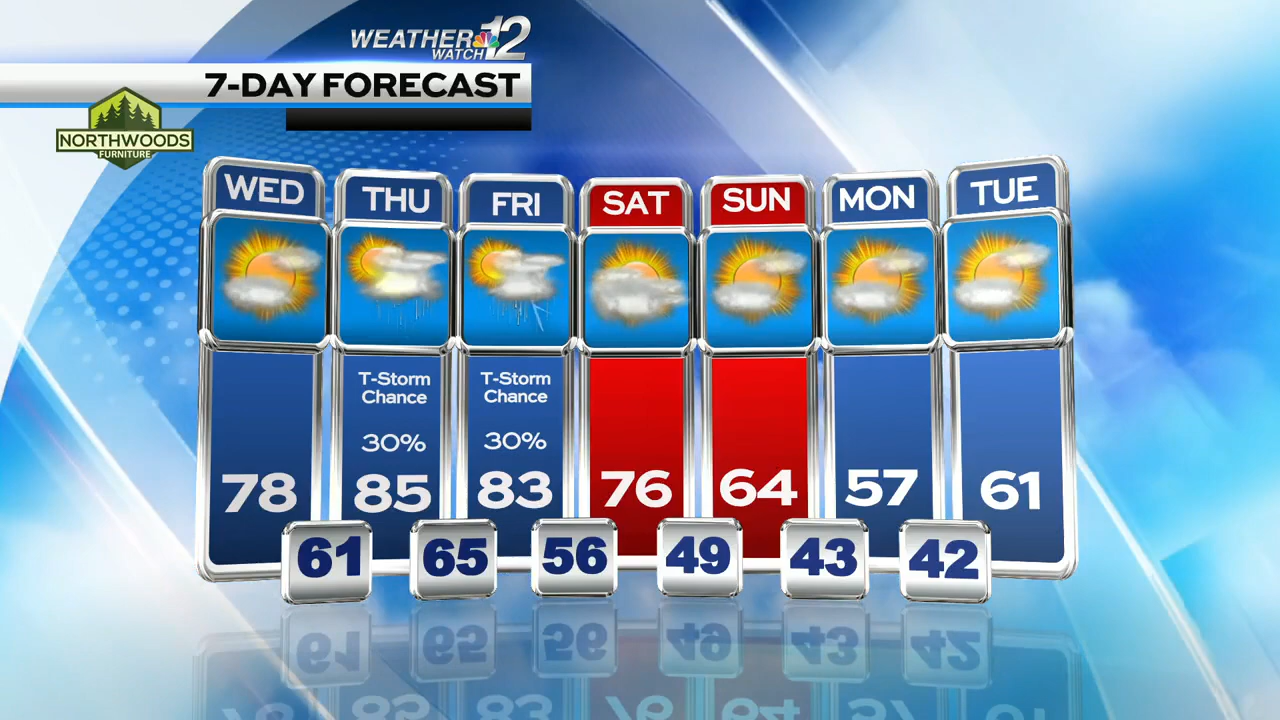 WEATHER 12
WATCH
7-DAY FORECAST
NORTHWOODS
FURNITURE
WED THU FRI SAT SUN MON TUE
T-Storm T-Storm
Chance Chance
30% 30%
78 85 83 76 64 57 61
61 65 56 49 43 42